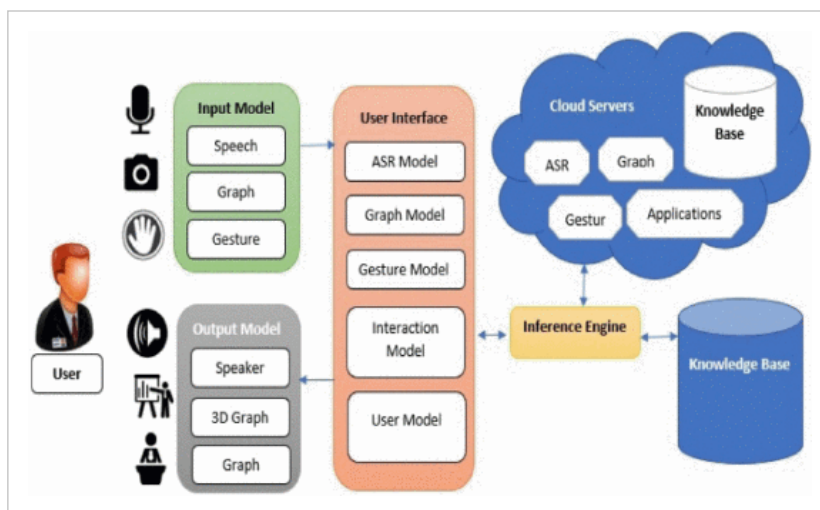 Input Model
Speech
Graph
Gesture
User
Output Model
Speaker
3D Graph
Graph
User Interface
ASR Model
Graph Model
Gesture Model
Interaction
Model
User Model
Cloud Servers
Knowledge
Base
ASR
Graph
Gestur
Applications
Inference Engine
Knowledge Base